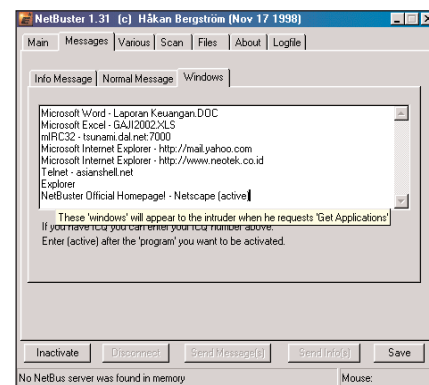 NetBuster 1.31 (c) Håkan Bergström (Nov 17 1998)
Main Messages Various Scan Files About Logfile
Info Message Normal Message Windows
Microsoft Word - Laporan Keuangan.DOC
Microsoft Excel - GAJI2002.XLS
mIRC32 - tsunami.dal.net:7000
Microsoft Internet Explorer - http://mail.yahoo.com
Microsoft Internet Explorer - http://www.neotek.co.id
Telnet - asianshell.net
Explorer
NetBuster Official Homepage! - Netscape (active)
These 'windows' will appear to the intruder when he requests 'Get Applications'
If you have ICQ you can enter your ICQ number above.
Enter (active) after the 'program' you want to be activated.
Inactivate Disconnect Send Message(s) Send Info(s) Save
No NetBus server was found in memory Mouse: